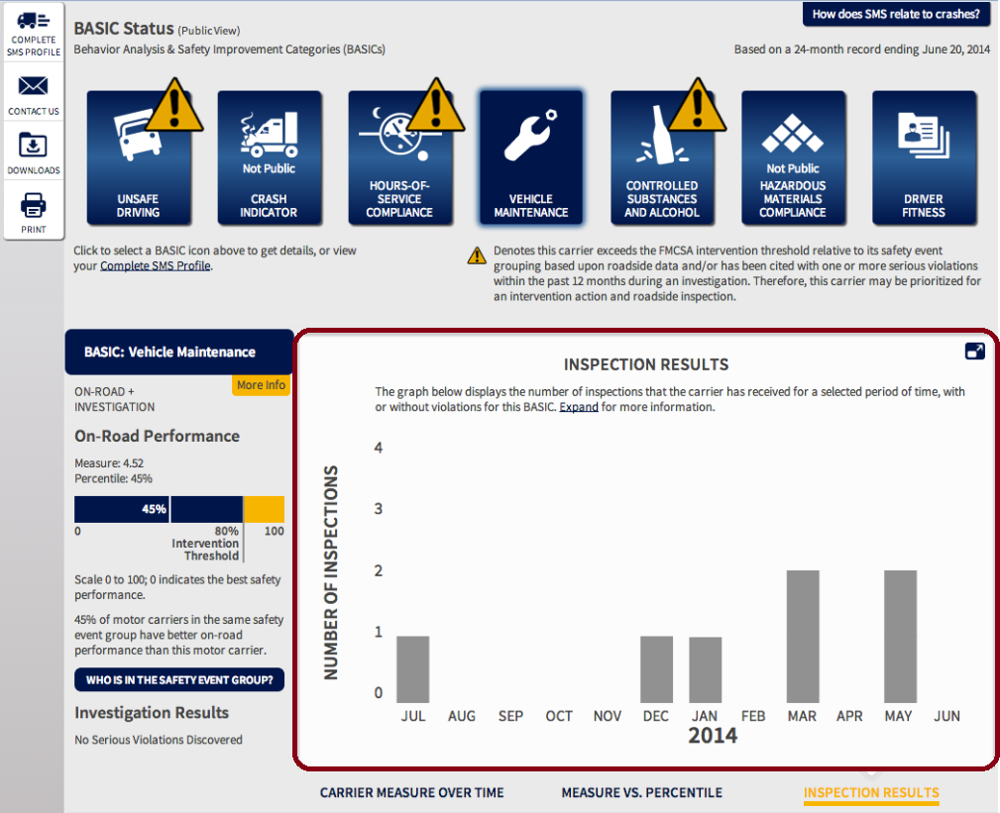 COMPLETE
SMS PROFILE
CONTACT US
DOWNLOADS
PRINT
How does SMS relate to crashes?
BASIC Status (Public View)
Behavior Analysis & Safety Improvement Categories (BASICs)
Based on a 24-month record ending June 20, 2014
UNSAFE
DRIVING
Not Public
CRASH
INDICATOR
HOURS-OF-
SERVICE
COMPLIANCE
VEHICLE
MAINTENANCE
CONTROLLED
SUBSTANCES
AND ALCOHOL
Not Public
HAZARDOUS
MATERIALS
COMPLIANCE
DRIVER
FITNESS
Click to select a BASIC icon above to get details, or view
your Complete SMS Profile.
Denotes this carrier exceeds the FMCSA intervention threshold relative to its safety event
grouping based upon roadside data and/or has been cited with one or more serious violations
within the past 12 months during an investigation. Therefore, this carrier may be prioritized for
an intervention action and roadside inspection.
BASIC: Vehicle Maintenance
More Info
ON-ROAD +
INVESTIGATION
On-Road Performance
Measure: 4.52
Percentile: 45%
45%
0 80% 100
Intervention
Threshold
Scale 0 to 100; 0 indicates the best safety
performance.
45% of motor carriers in the same safety
event group have better on-road
performance than this motor carrier.
WHO IS IN THE SAFETY EVENT GROUP?
Investigation Results
No Serious Violations Discovered
INSPECTION RESULTS
The graph below displays the number of inspections that the carrier has received for a selected period of time, with
or without violations for this BASIC. Expand for more information.
NUMBER OF INSPECTIONS
4
3
2
1
0
JUL AUG SEP OCT NOV DEC JAN FEB MAR APR MAY JUN
2014
CARRIER MEASURE OVER TIME MEASURE VS. PERCENTILE INSPECTION RESULTS